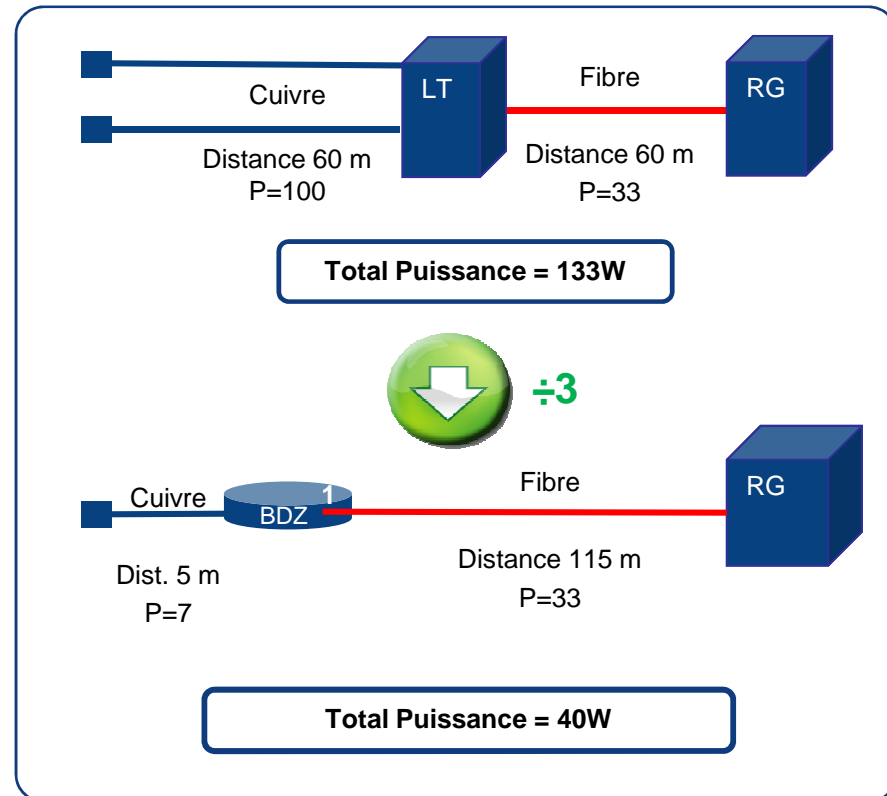 Cuivre
LT
Fibre
RG
Distance 60 m
P=100
Distance 60 m
P=33
Total Puissance = 133W
÷3
Cuivre
1
BDZ
Fibre
RG
Dist. 5 m
P=7
Distance 115 m
P=33
Total Puissance = 40W